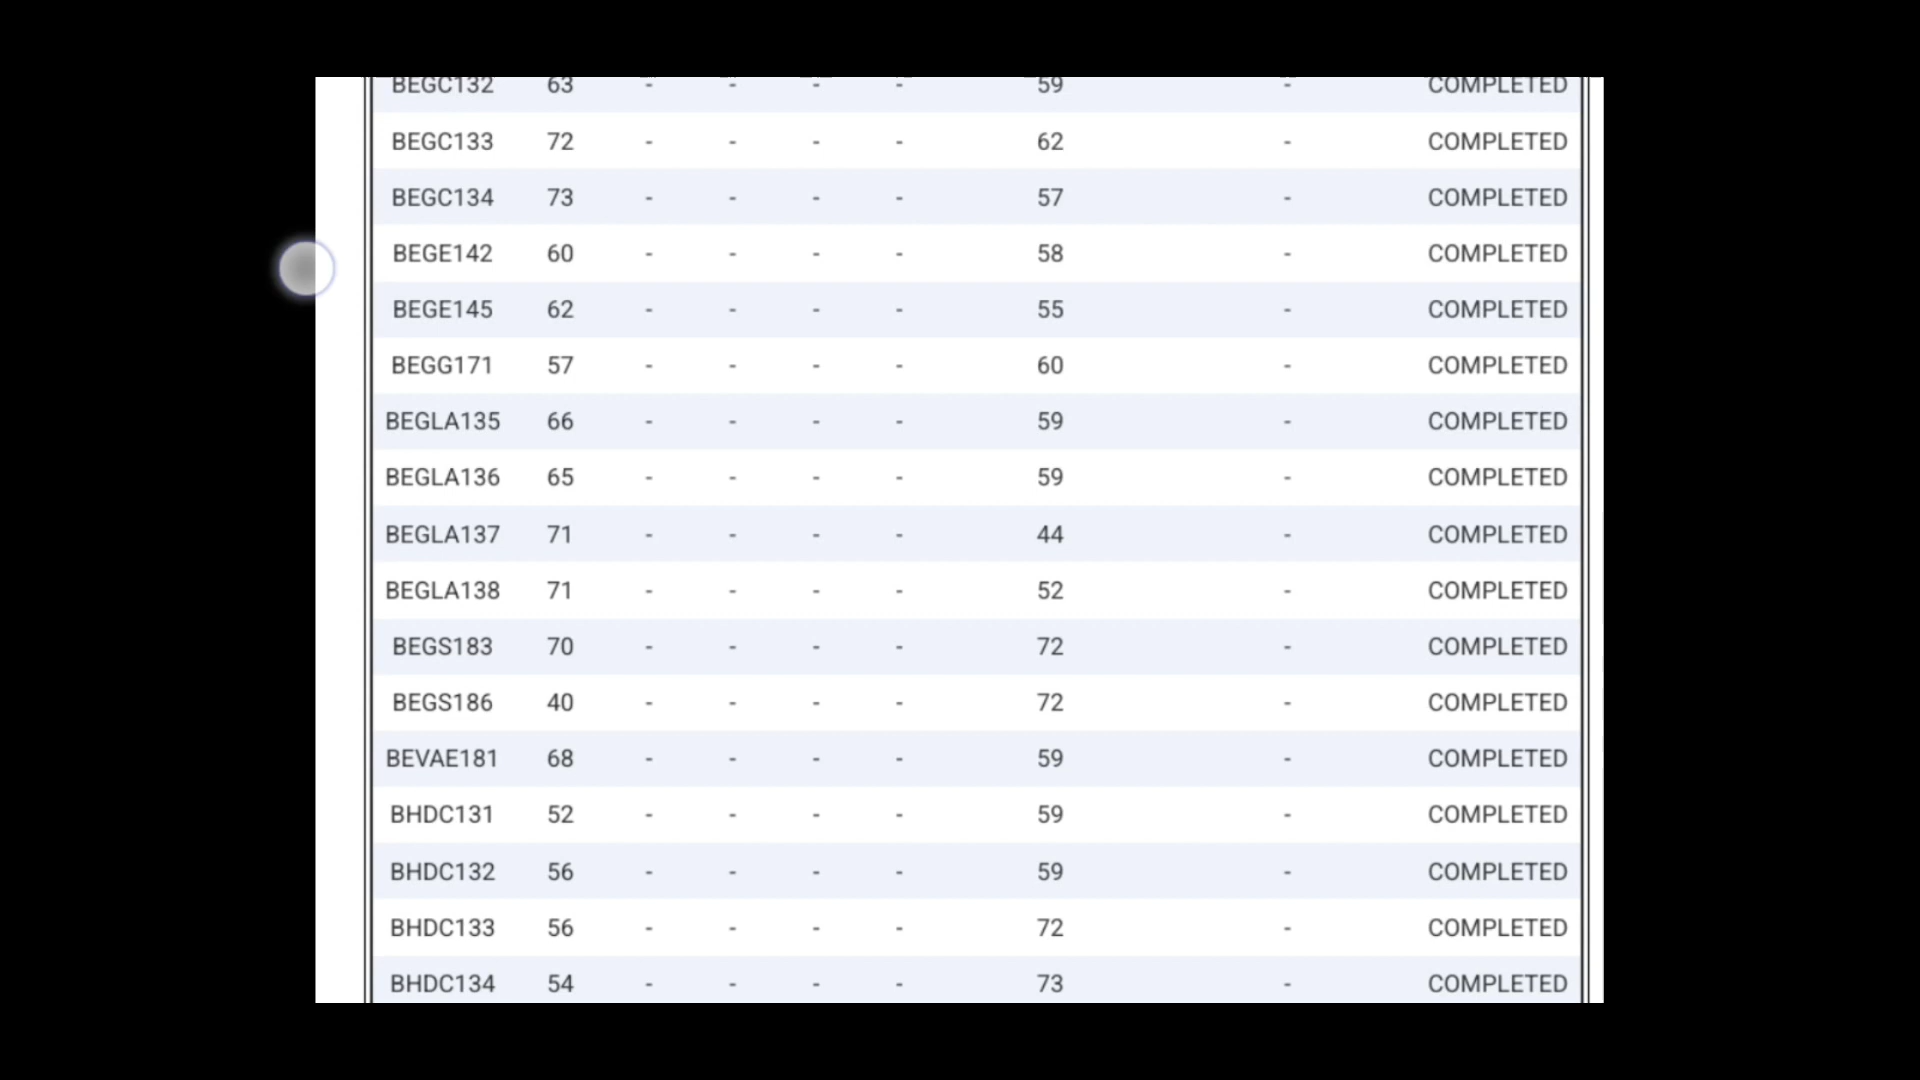 BEGC132 63 - - - - 59 - COMPLETED
BEGC133 72 - - - - 62 - COMPLETED
BEGC134 73 - - - - 57 - COMPLETED
BEGE142 60 - - - - 58 - COMPLETED
BEGE145 62 - - - - 55 - COMPLETED
BEGG171 57 - - - - 60 - COMPLETED
BEGLA135 66 - - - - 59 - COMPLETED
BEGLA136 65 - - - - 59 - COMPLETED
BEGLA137 71 - - - - 44 - COMPLETED
BEGLA138 71 - - - - 52 - COMPLETED
BEGS183 70 - - - - 72 - COMPLETED
BEGS186 40 - - - - 72 - COMPLETED
BEVAE181 68 - - - - 59 - COMPLETED
BHDC131 52 - - - - 59 - COMPLETED
BHDC132 56 - - - - 59 - COMPLETED
BHDC133 56 - - - - 72 - COMPLETED
BHDC134 54 - - - - 73 - COMPLETED